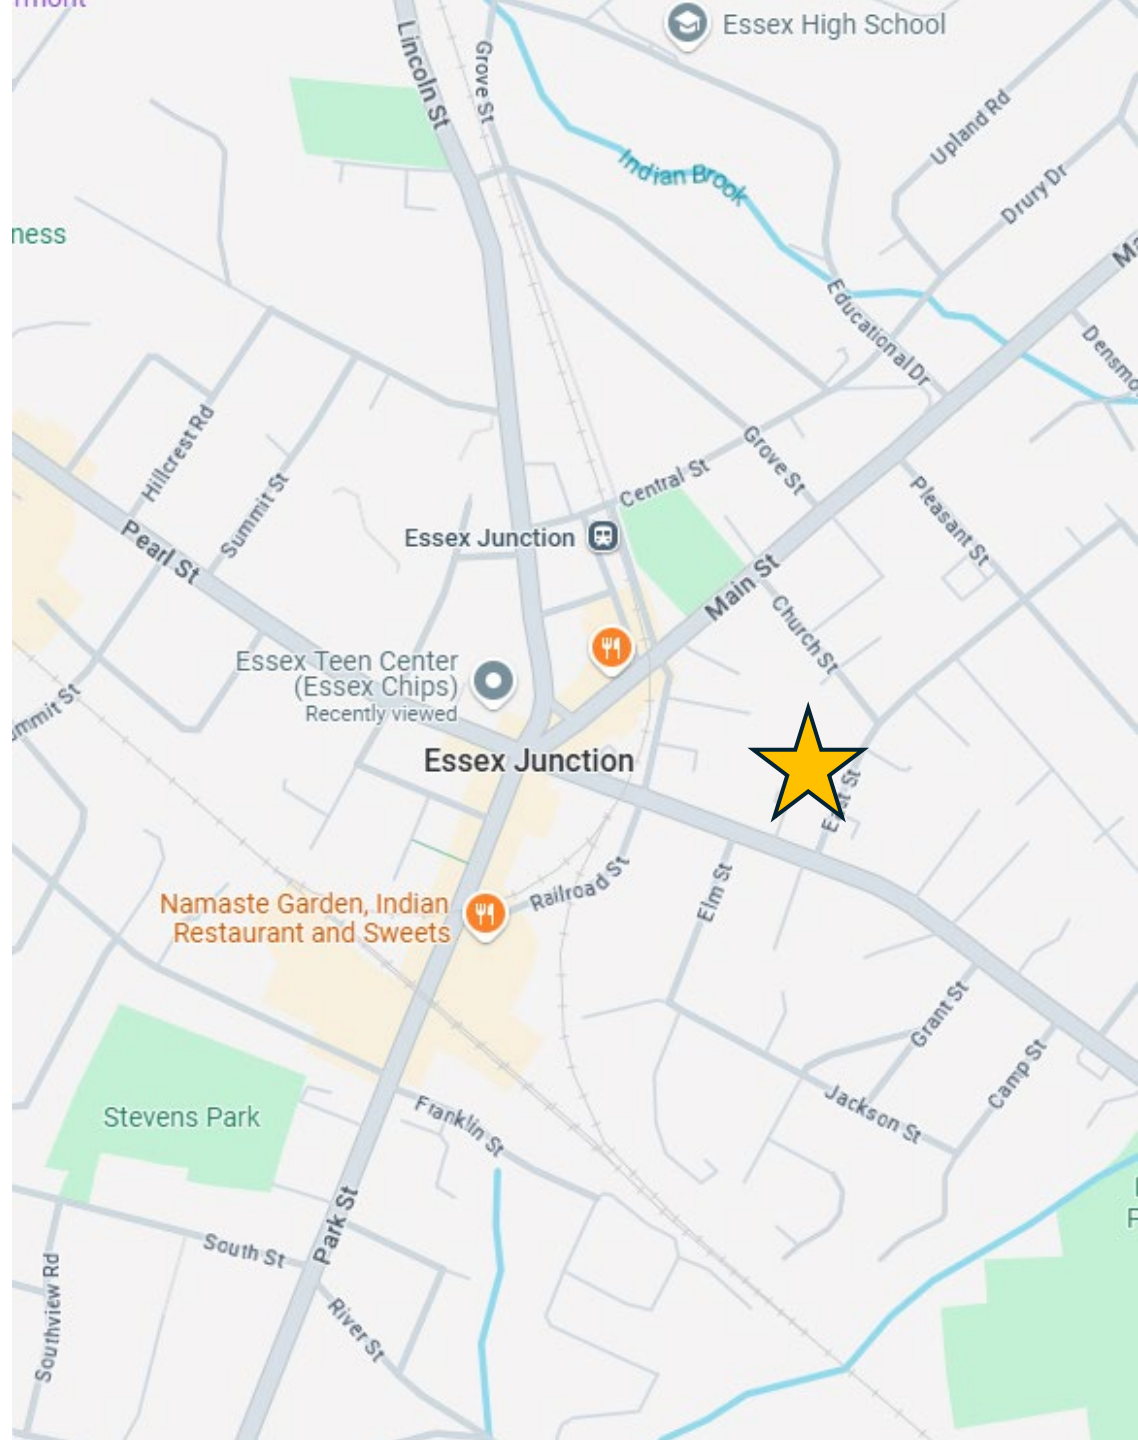 Essex High School
Lincoln St
Grove St
Upland Rd
Indian Brook
Drury Dr
ness
Educational Dr
Hillcrest Rd
Grove St
Central St
Summit St
Pleasant St
Essex Junction
Pearl St
Main St
Church St
Essex Teen Center
(Essex Chips)
Recently viewed
Essex Junction
Railroad St
Elm St
Namaste Garden, Indian
Restaurant and Sweets
Grant St
Camp St
Jackson St
Franklin St
Stevens Park
Park St
South St
Southview Rd
River St